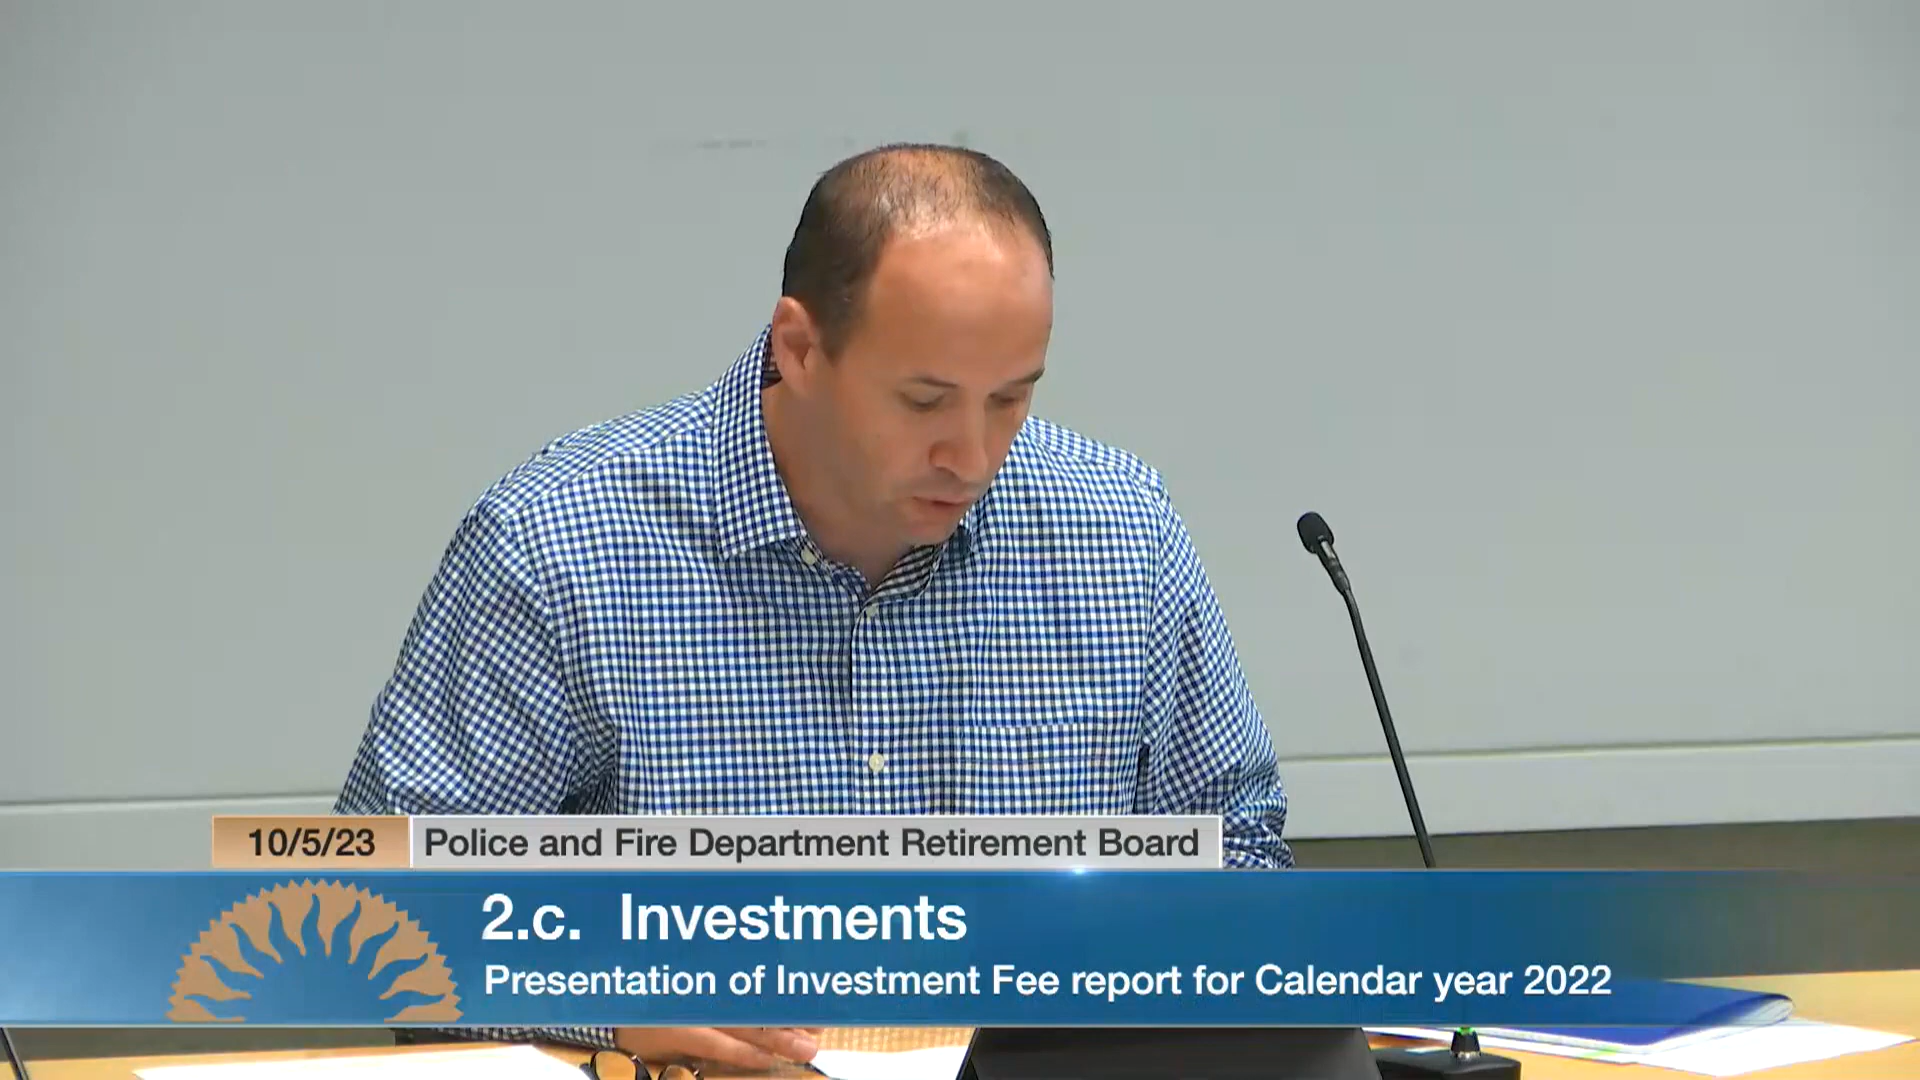 10/5/23 Police and Fire Department Retirement Board
2.c. Investments
Presentation of Investment Fee report for Calendar year 2022